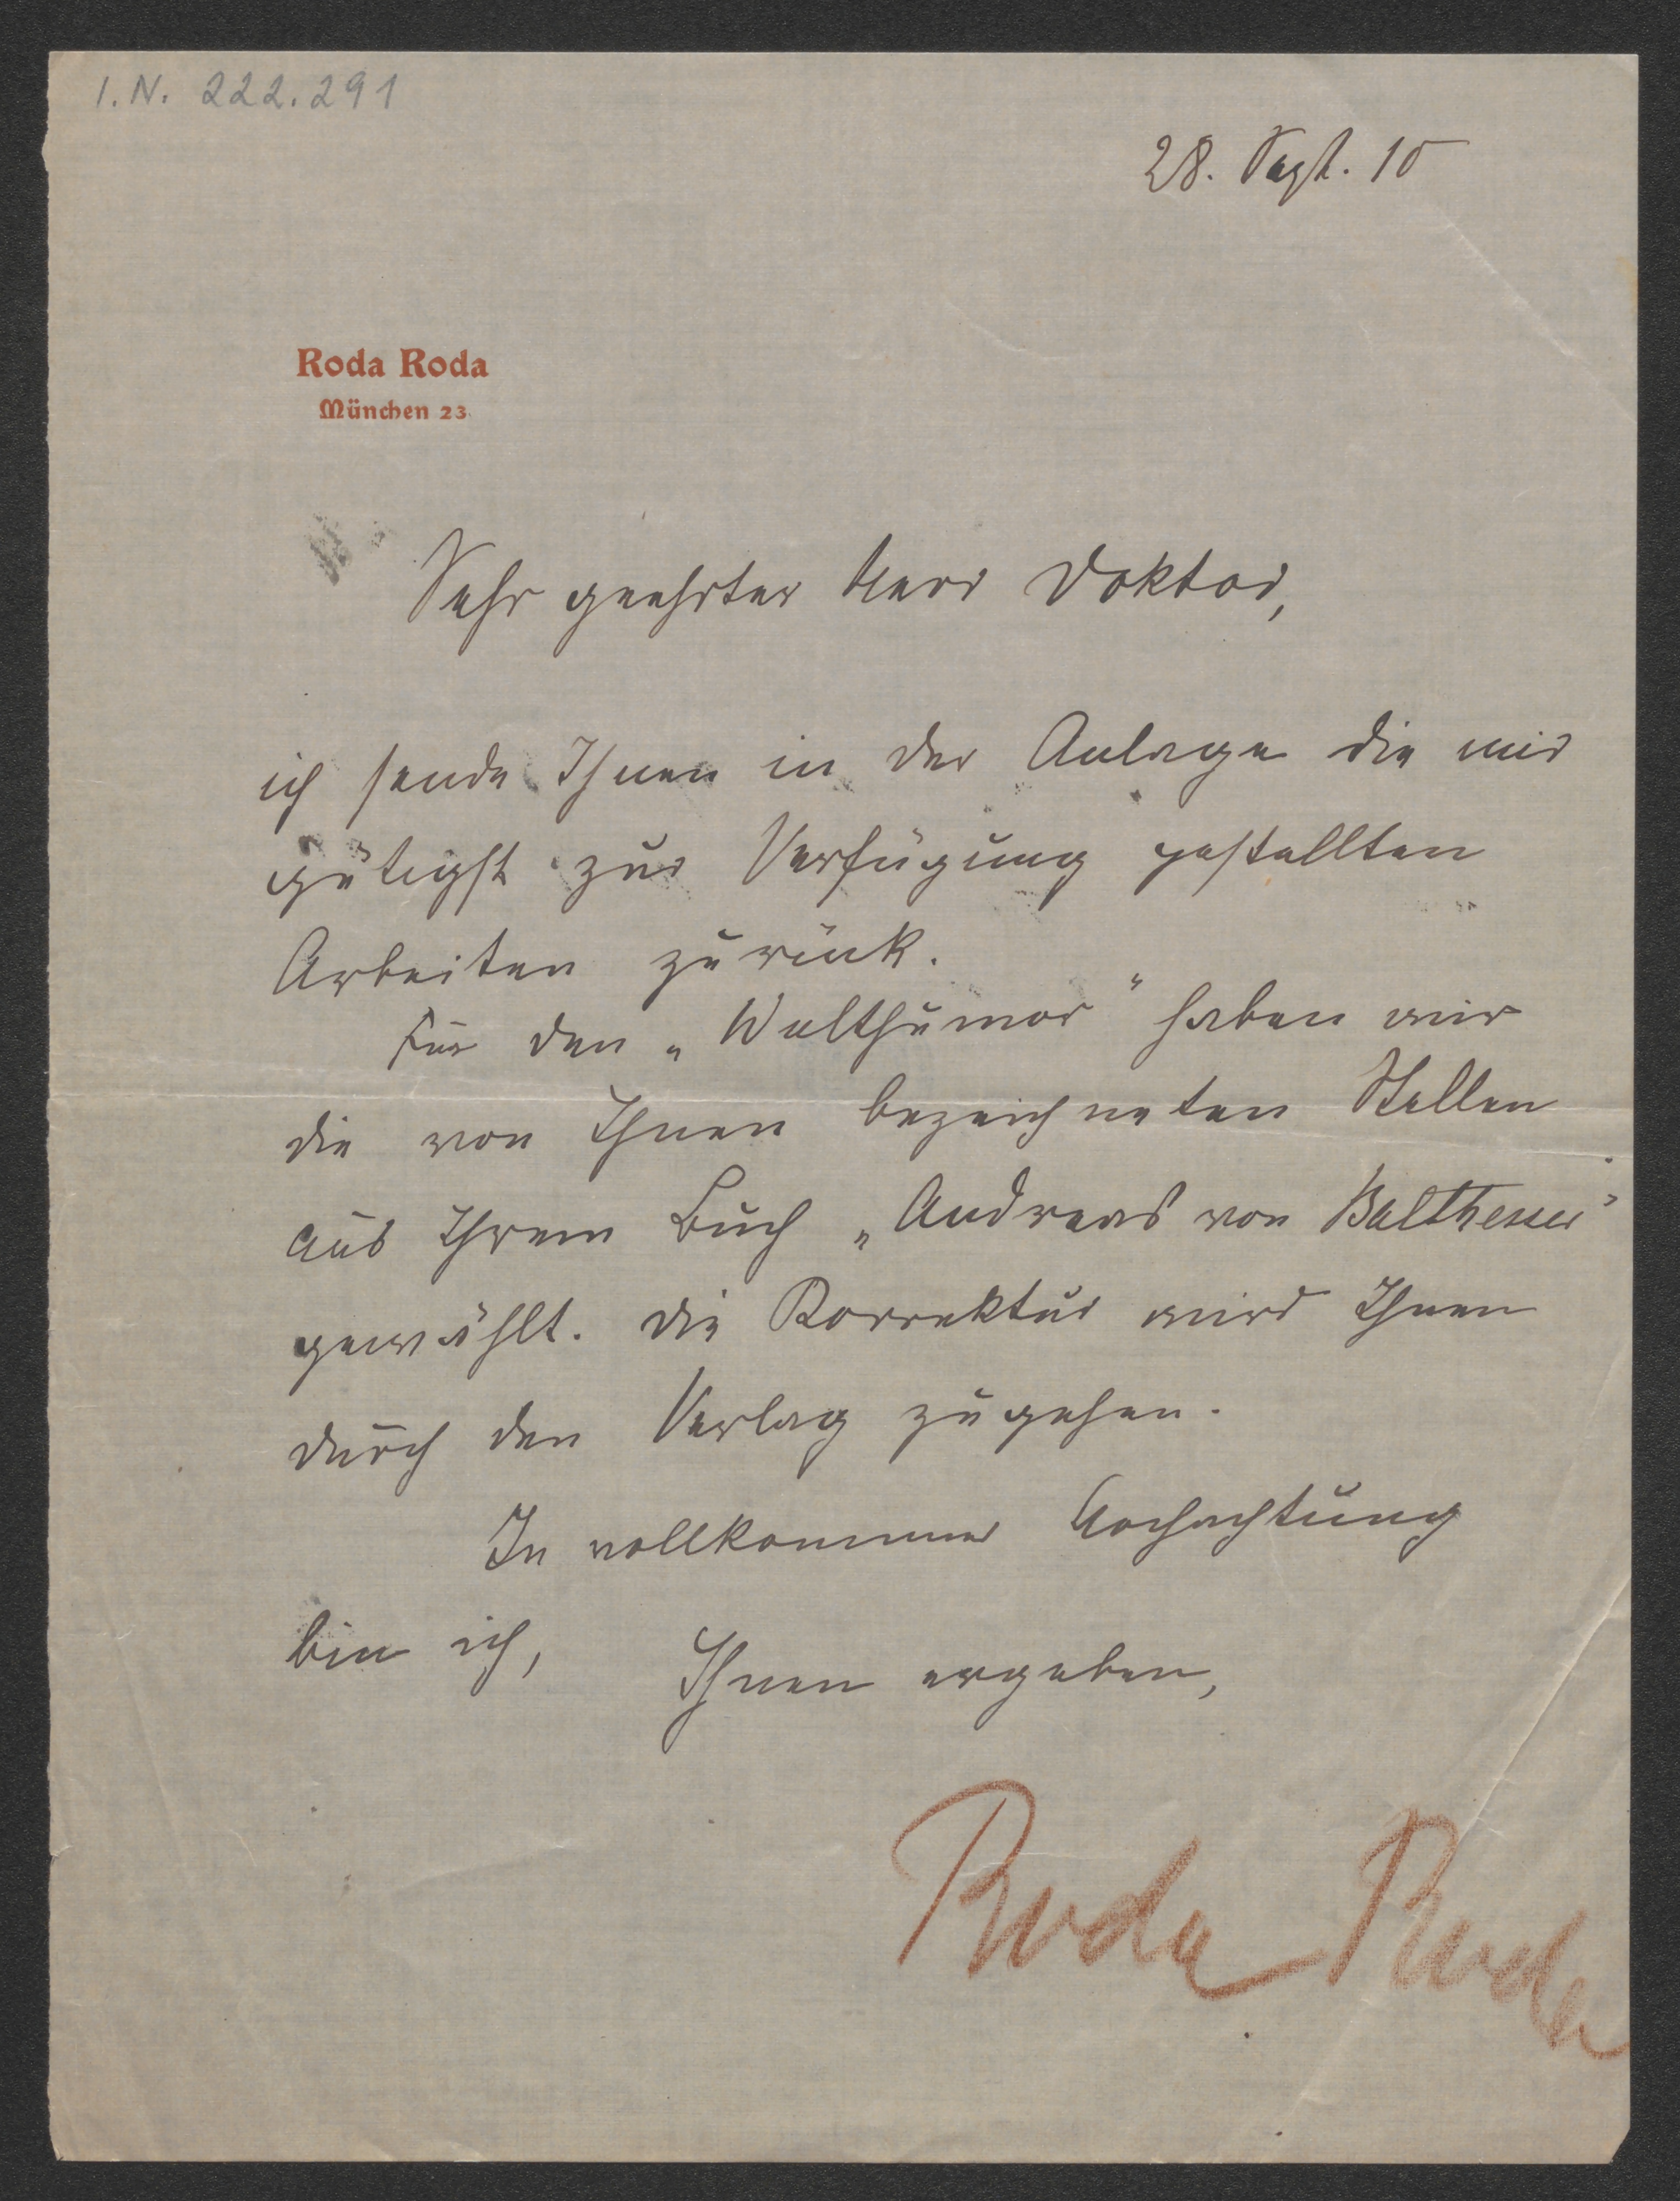 I.N. 222.291
28. Sept. 10
Roda Roda
München 23
Sehr geehrter Herr Doktor,
ich sende Ihnen in der Anlage die mir
gütigst zur Verfügung gestellten
Arbeiten zurück.
Für den „Welthumor“ haben wir
die von Ihnen bezeichneten Stellen
aus Ihrem Buch „Andreas von Balthesser“
gewählt. Die Korrektur wird Ihnen
durch den Verlag zugehen.
In vollkommner Hochachtung
bin ich, Ihnen ergeben,
Roda Roda